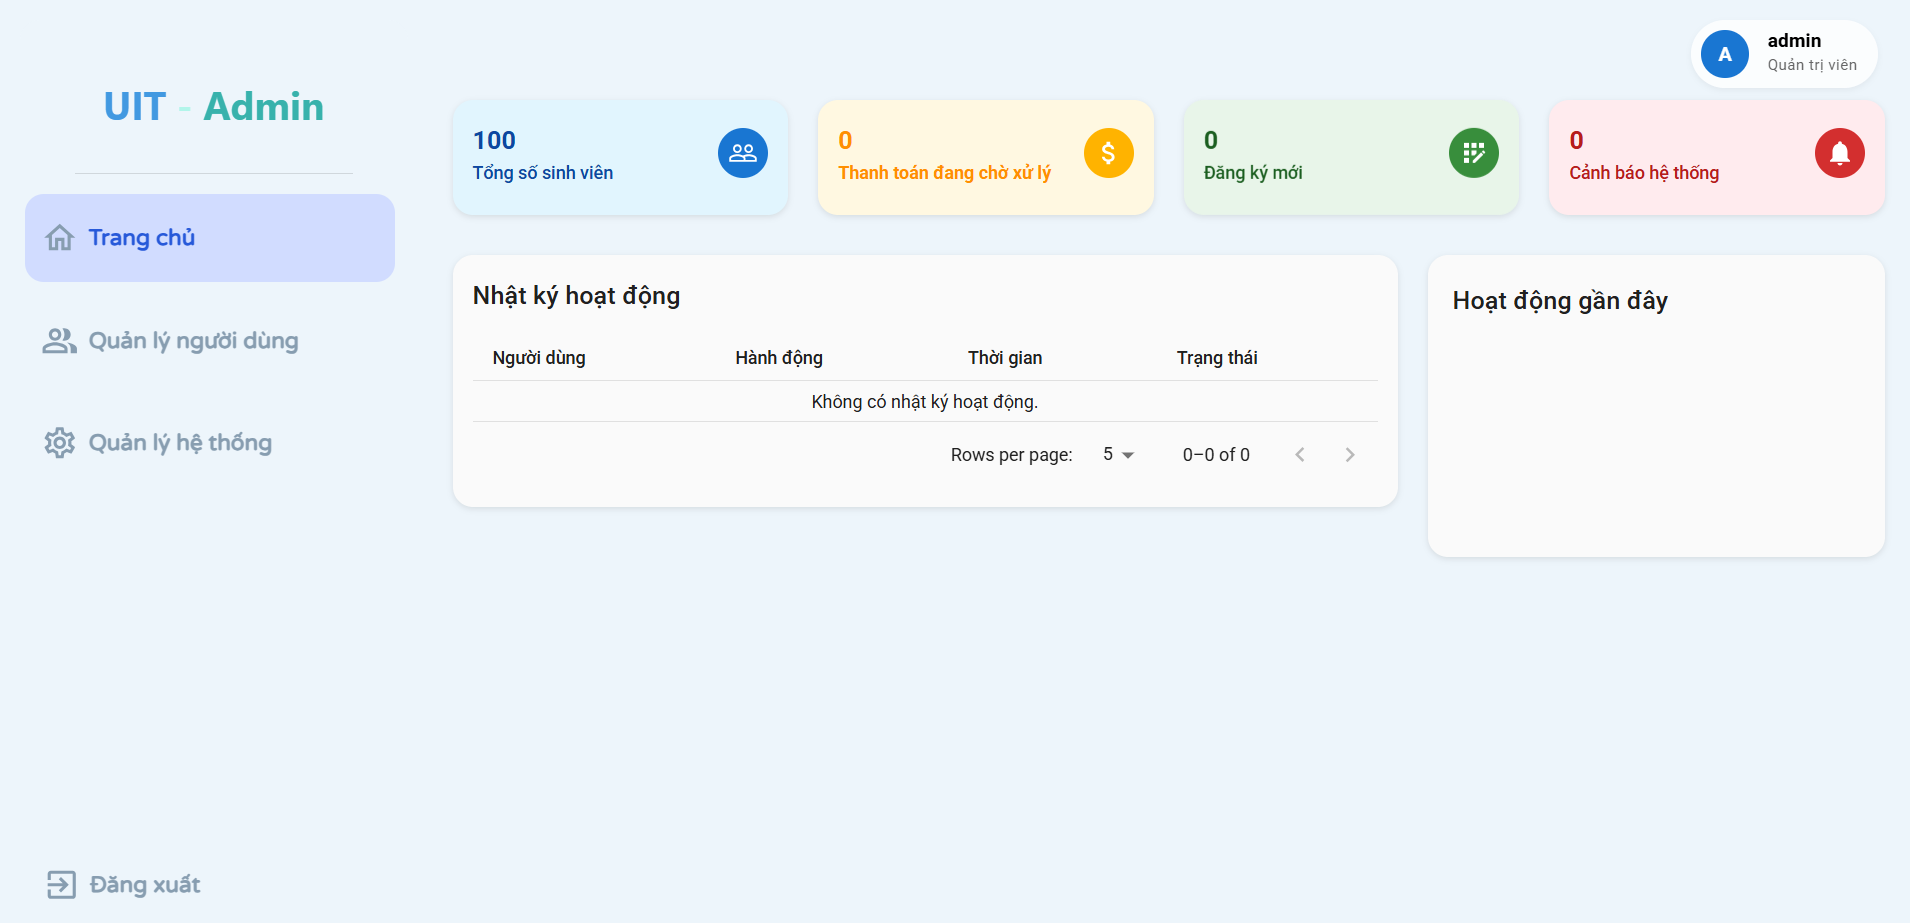 UIT - Admin
Trang chủ
Quản lý người dùng
Quản lý hệ thống
Đăng xuất
A
admin
Quản trị viên
100
Tổng số sinh viên
0
Thanh toán đang chờ xử lý
0
Đăng ký mới
0
Cảnh báo hệ thống
Nhật ký hoạt động
Người dùng Hành động Thời gian Trạng thái
Không có nhật ký hoạt động.
Rows per page: 5 0–0 of 0
Hoạt động gần đây